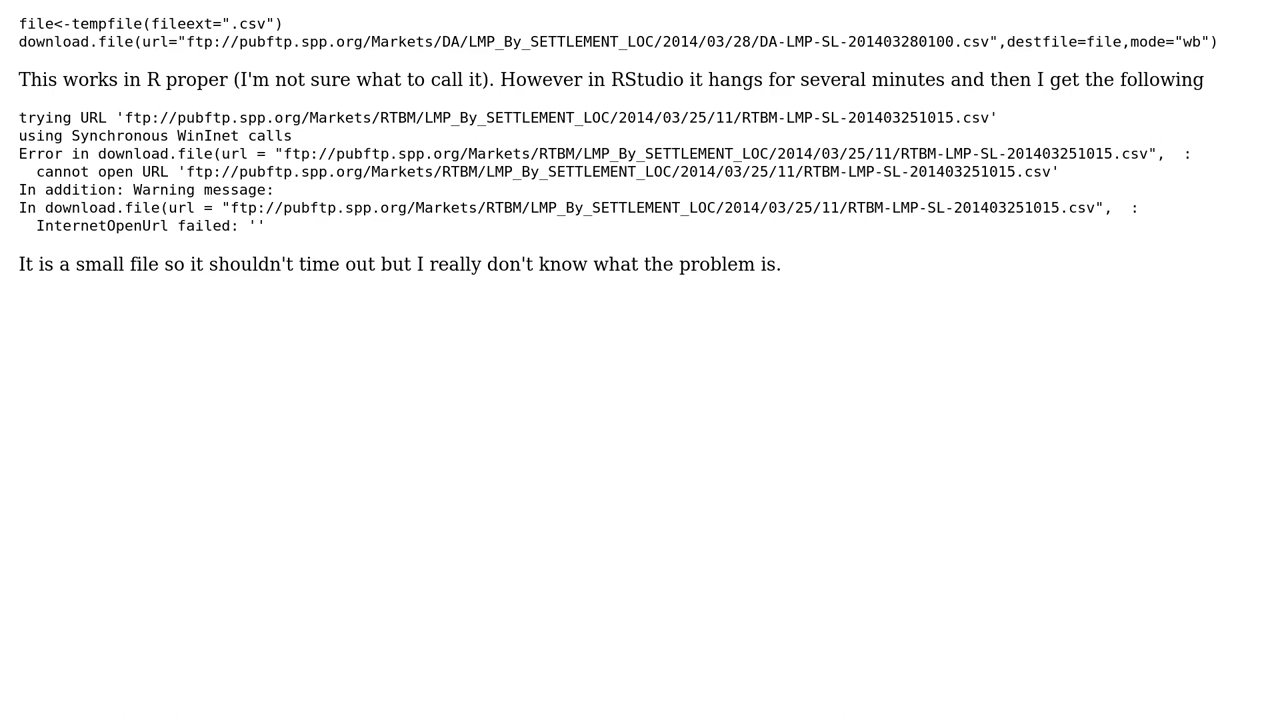 file<-tempfile(fileext=".csv")
download.file(url="ftp://pubftp.spp.org/Markets/DA/LMP_By_SETTLEMENT_LOC/2014/03/28/DA-LMP-SL-201403280100.csv",destfile=file,mode="wb")
This works in R proper (I'm not sure what to call it). However in RStudio it hangs for several minutes and then I get the following
trying URL 'ftp://pubftp.spp.org/Markets/RTBM/LMP_By_SETTLEMENT_LOC/2014/03/25/11/RTBM-LMP-SL-201403251015.csv'
using Synchronous WinInet calls
Error in download.file(url = "ftp://pubftp.spp.org/Markets/RTBM/LMP_By_SETTLEMENT_LOC/2014/03/25/11/RTBM-LMP-SL-201403251015.csv",  :
  cannot open URL 'ftp://pubftp.spp.org/Markets/RTBM/LMP_By_SETTLEMENT_LOC/2014/03/25/11/RTBM-LMP-SL-201403251015.csv'
In addition: Warning message:
In download.file(url = "ftp://pubftp.spp.org/Markets/RTBM/LMP_By_SETTLEMENT_LOC/2014/03/25/11/RTBM-LMP-SL-201403251015.csv",  :
  InternetOpenUrl failed: ''
It is a small file so it shouldn't time out but I really don't know what the problem is.